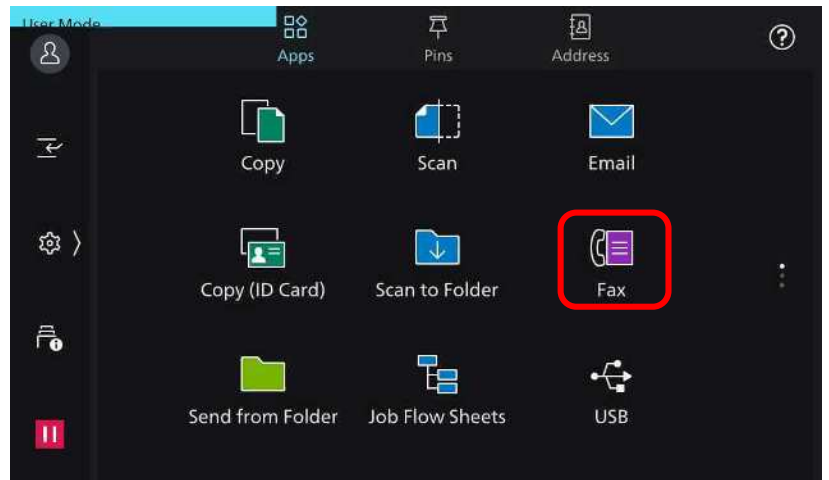 User Mode
Apps
Pins
Address
Copy
Scan
Email
Copy (ID Card)
Scan to Folder
Fax
Send from Folder
Job Flow Sheets
USB